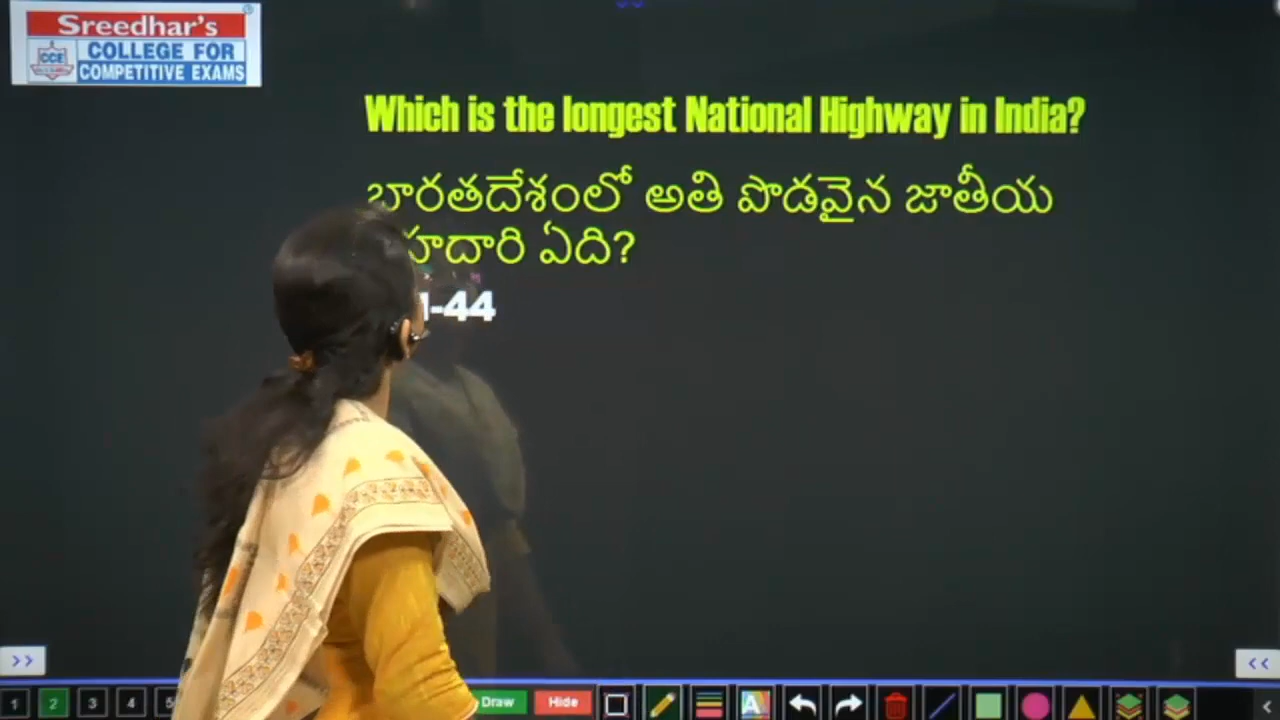 Sreedhar's
CCE
COLLEGE FOR
COMPETITIVE EXAMS
Which is the longest National Highway in India?
భారతదేశంలో అతి పొడవైన జాతీయ
ఏది?
-44
>>
<<
1 2 3 4 5 Draw Hide A